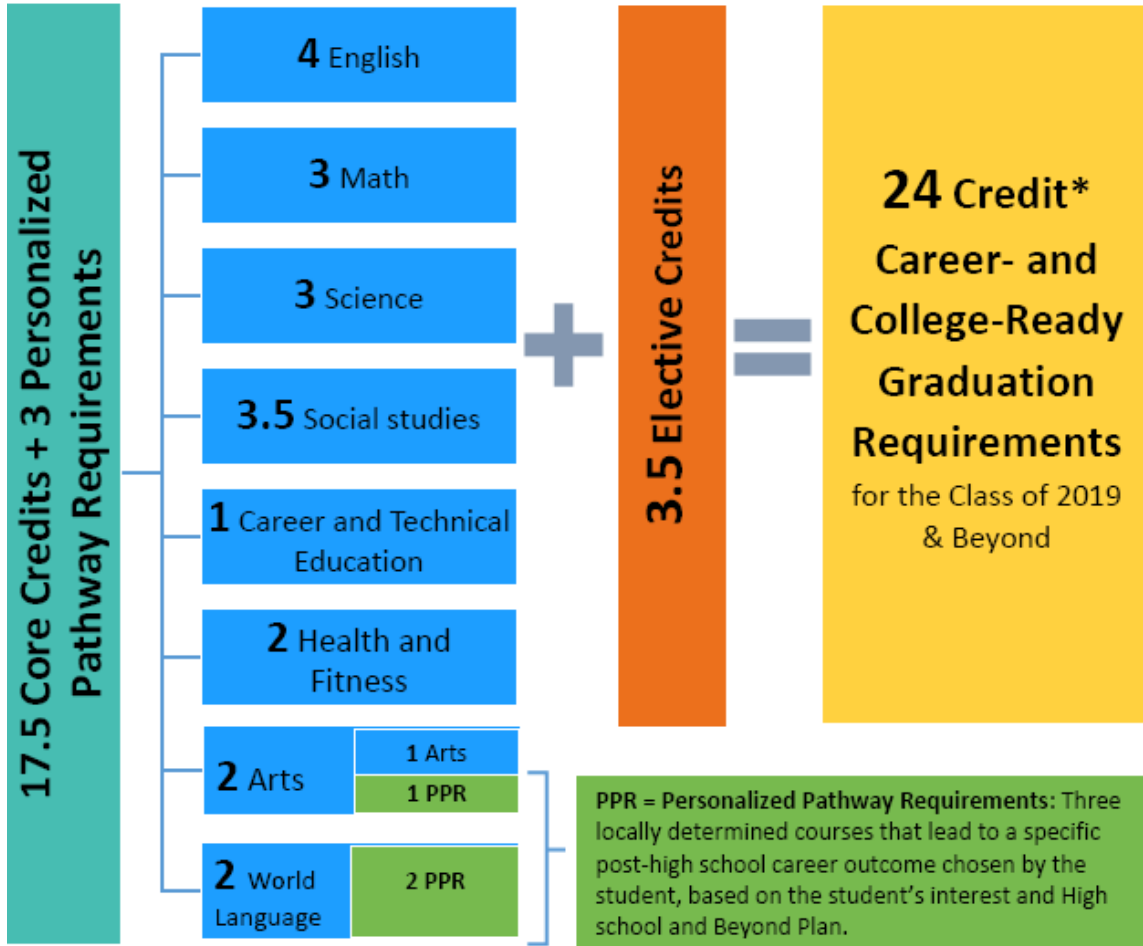 17.5 Core Credits + 3 Personalized
Pathway Requirements
4 English
3 Math
3 Science
3.5 Social studies
1 Career and Technical
Education
2 Health and
Fitness
2 Arts
1 Arts
1 PPR
2 World
Language
2 PPR
3.5 Elective Credits
24 Credit*
Career- and
College-Ready
Graduation
Requirements
for the Class of 2019
& Beyond
PPR = Personalized Pathway Requirements: Three
locally determined courses that lead to a specific
post-high school career outcome chosen by the
student, based on the student's interest and High
school and Beyond Plan.